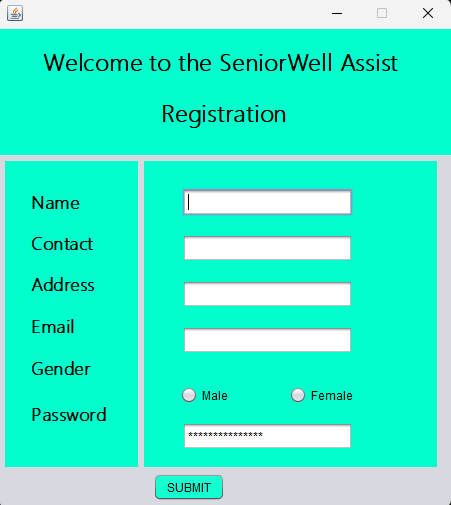 Welcome to the SeniorWell Assist
Registration
Name
Contact
Address
Email
Gender
Male Female
Password
***************
SUBMIT